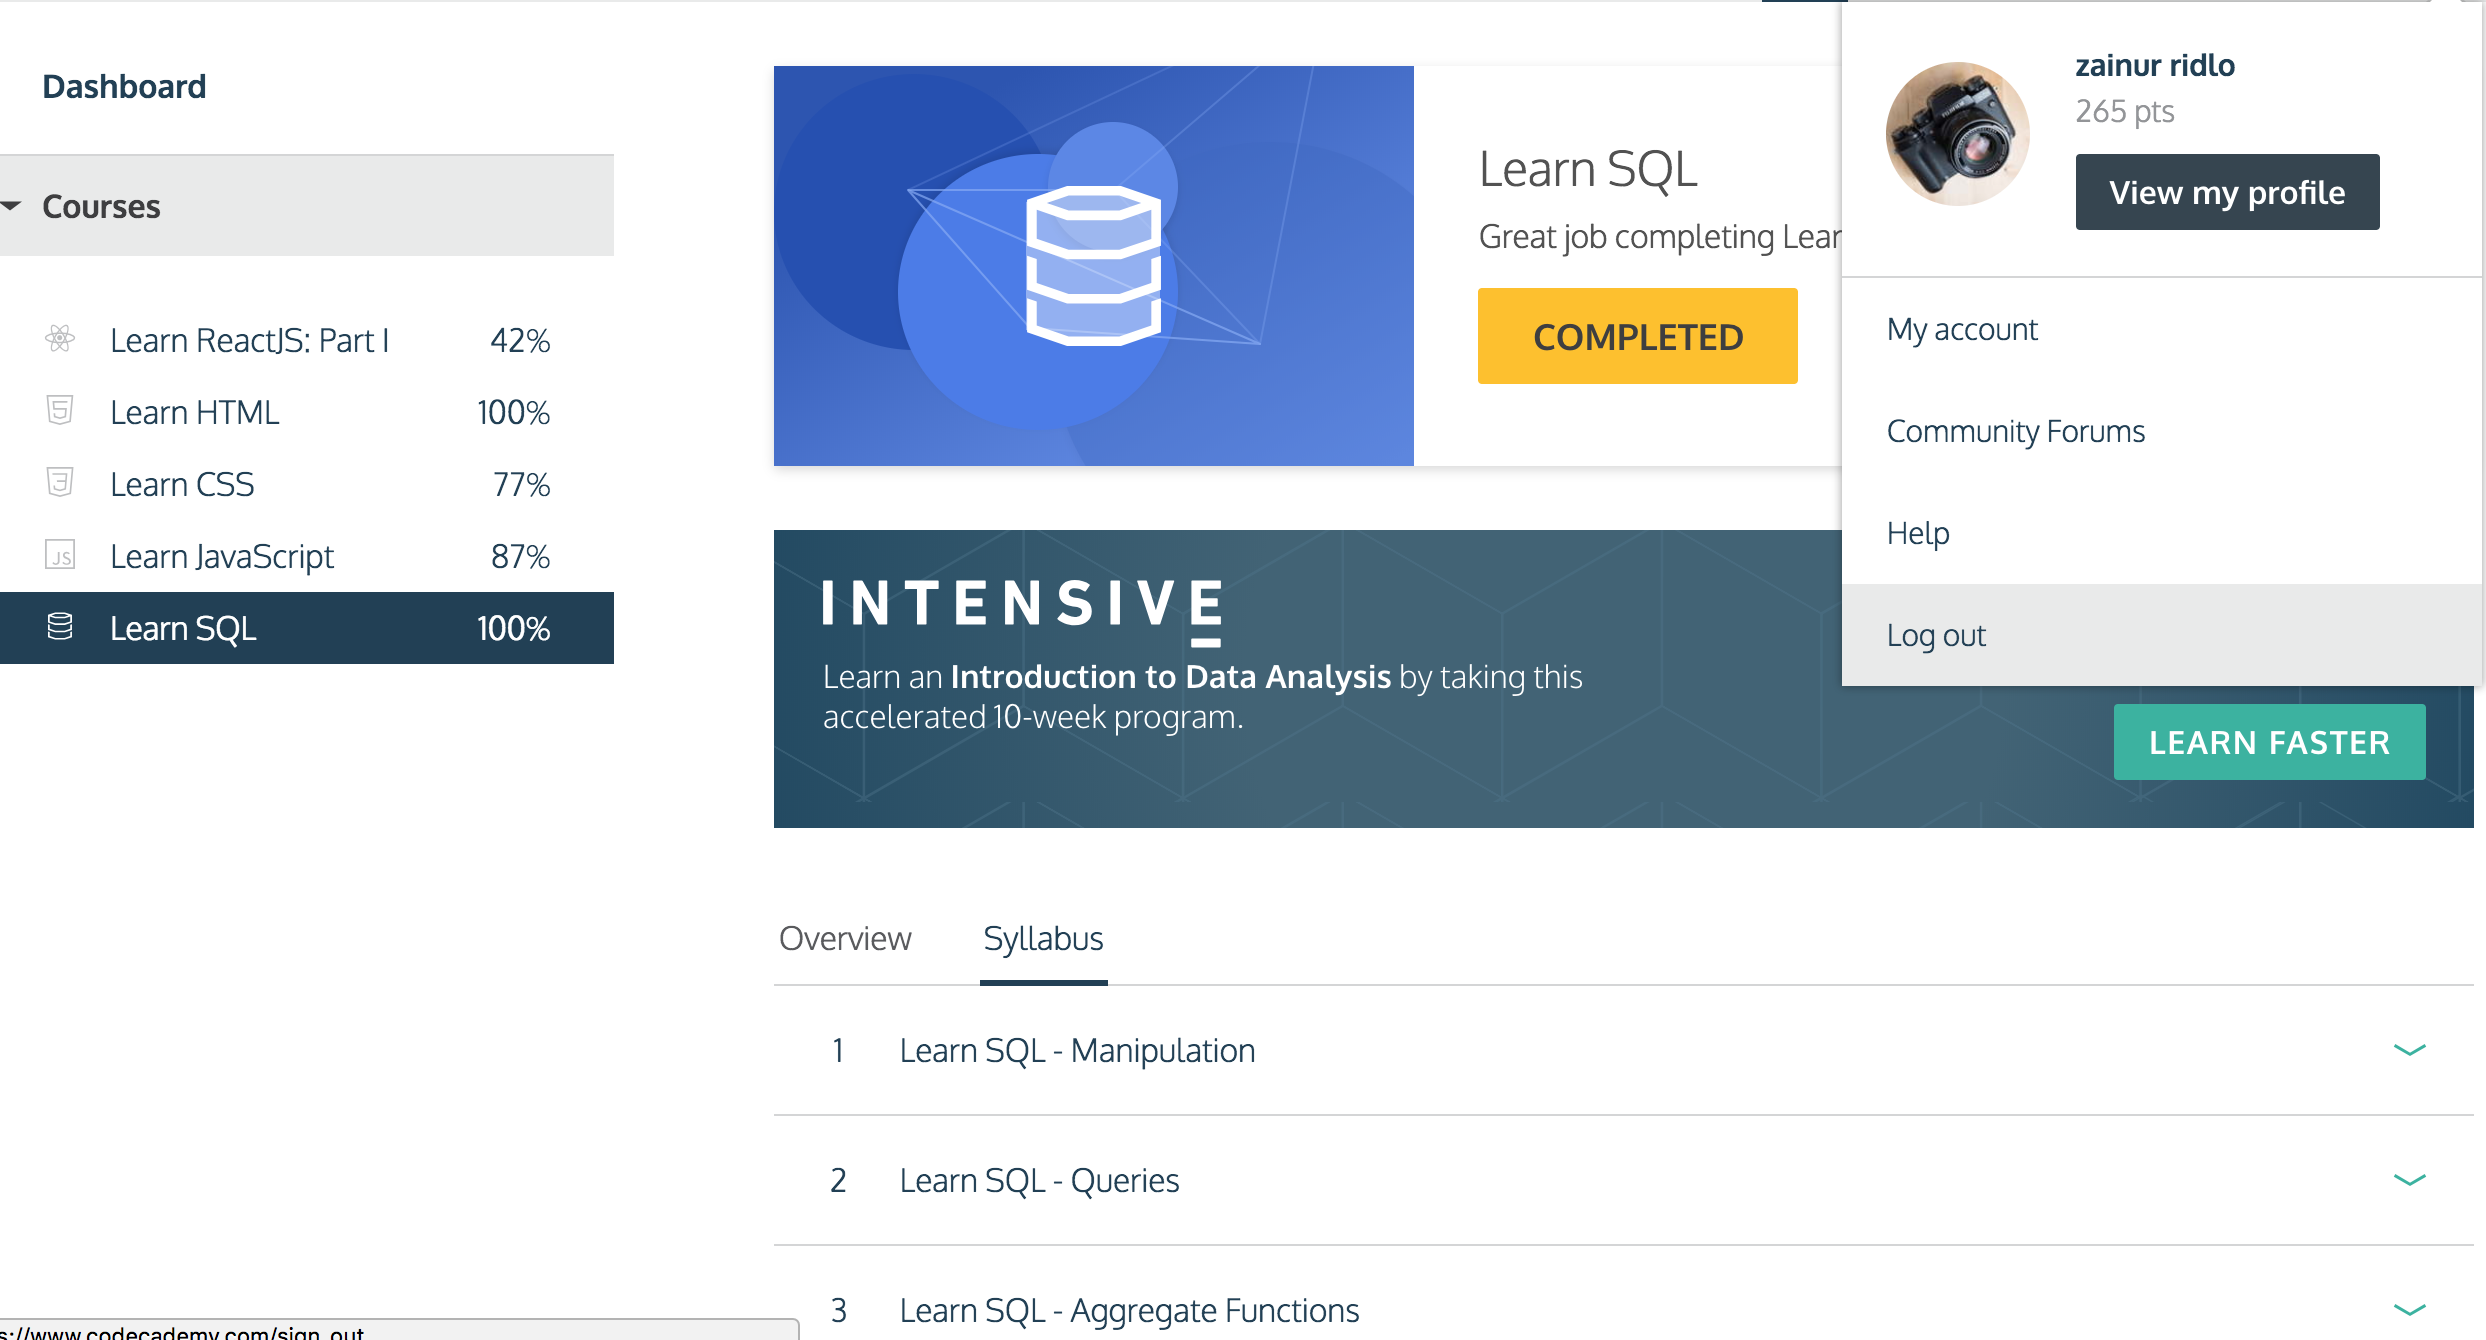 Dashboard
Courses
Learn ReactJS: Part I 42%
Learn HTML 100%
Learn CSS 77%
JS Learn JavaScript 87%
Learn SQL 100%
Learn SQL
Great job completing Lear
COMPLETED
INTENSIVE
Learn an Introduction to Data Analysis by taking this
accelerated 10-week program.
LEARN FASTER
zainur ridlo
265 pts
View my profile
My account
Community Forums
Help
Log out
Overview Syllabus
1 Learn SQL - Manipulation
2 Learn SQL - Queries
3 Learn SQL - Aggregate Functions
s://www.codecademy.com/sign_out